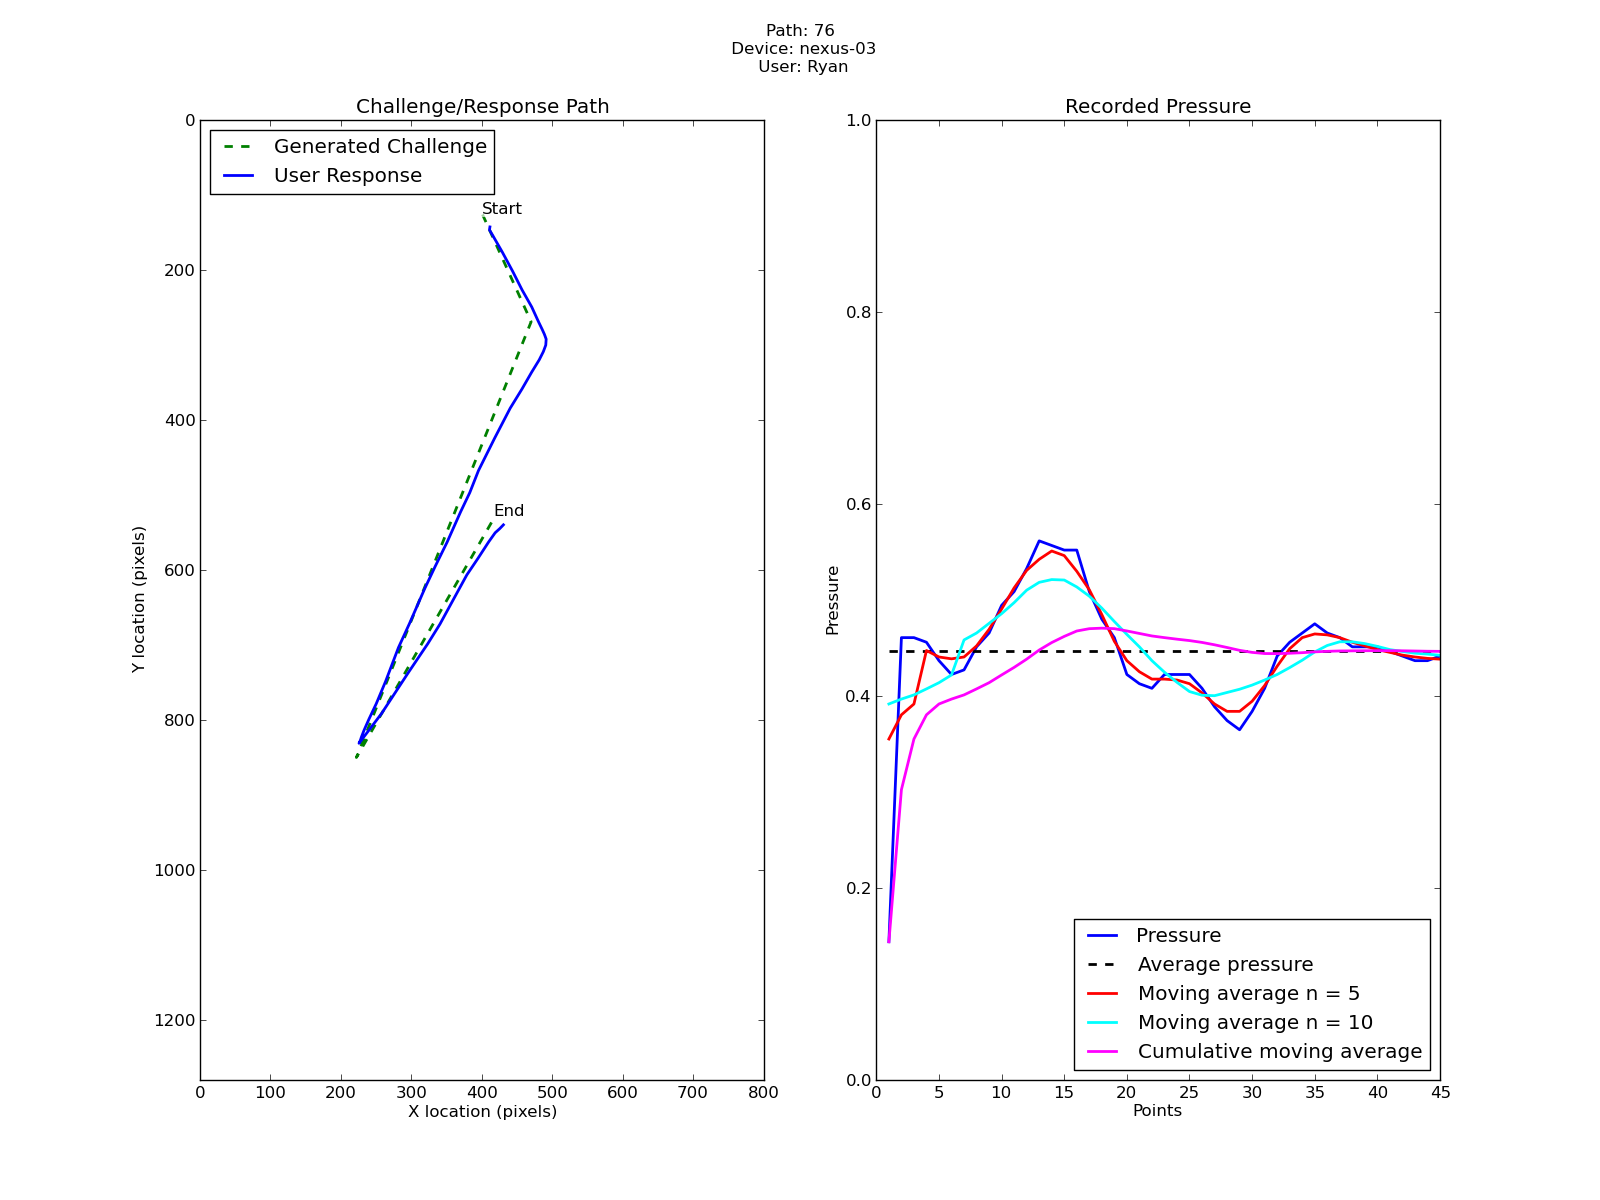 Path: 76
Device: nexus-03
User: Ryan
Challenge/Response Path
Generated Challenge
User Response
Start
End
0
200
400
600
800
1000
1200
Y location (pixels)
0 100 200 300 400 500 600 700 800
X location (pixels)
Recorded Pressure
1.0
0.8
0.6
0.4
0.2
0.0
Pressure
Pressure
Average pressure
Moving average n = 5
Moving average n = 10
Cumulative moving average
0 5 10 15 20 25 30 35 40 45
Points